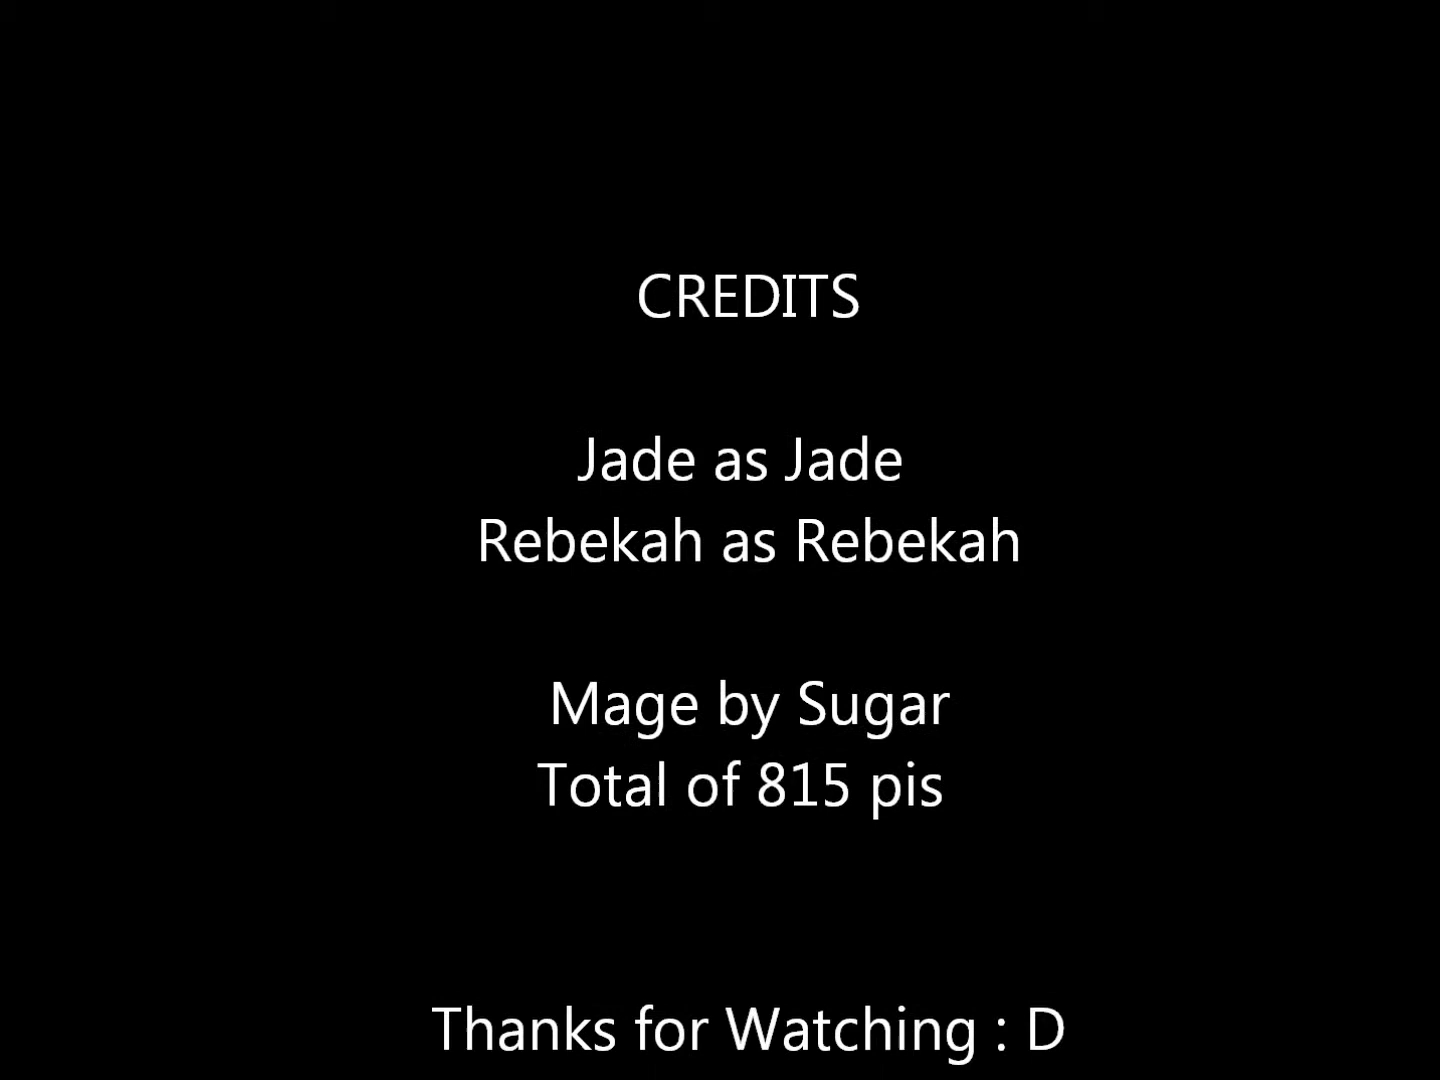 CREDITS
Jade as Jade
Rebekah as Rebekah
Mage by Sugar
Total of 815 pis
Thanks for Watching : D